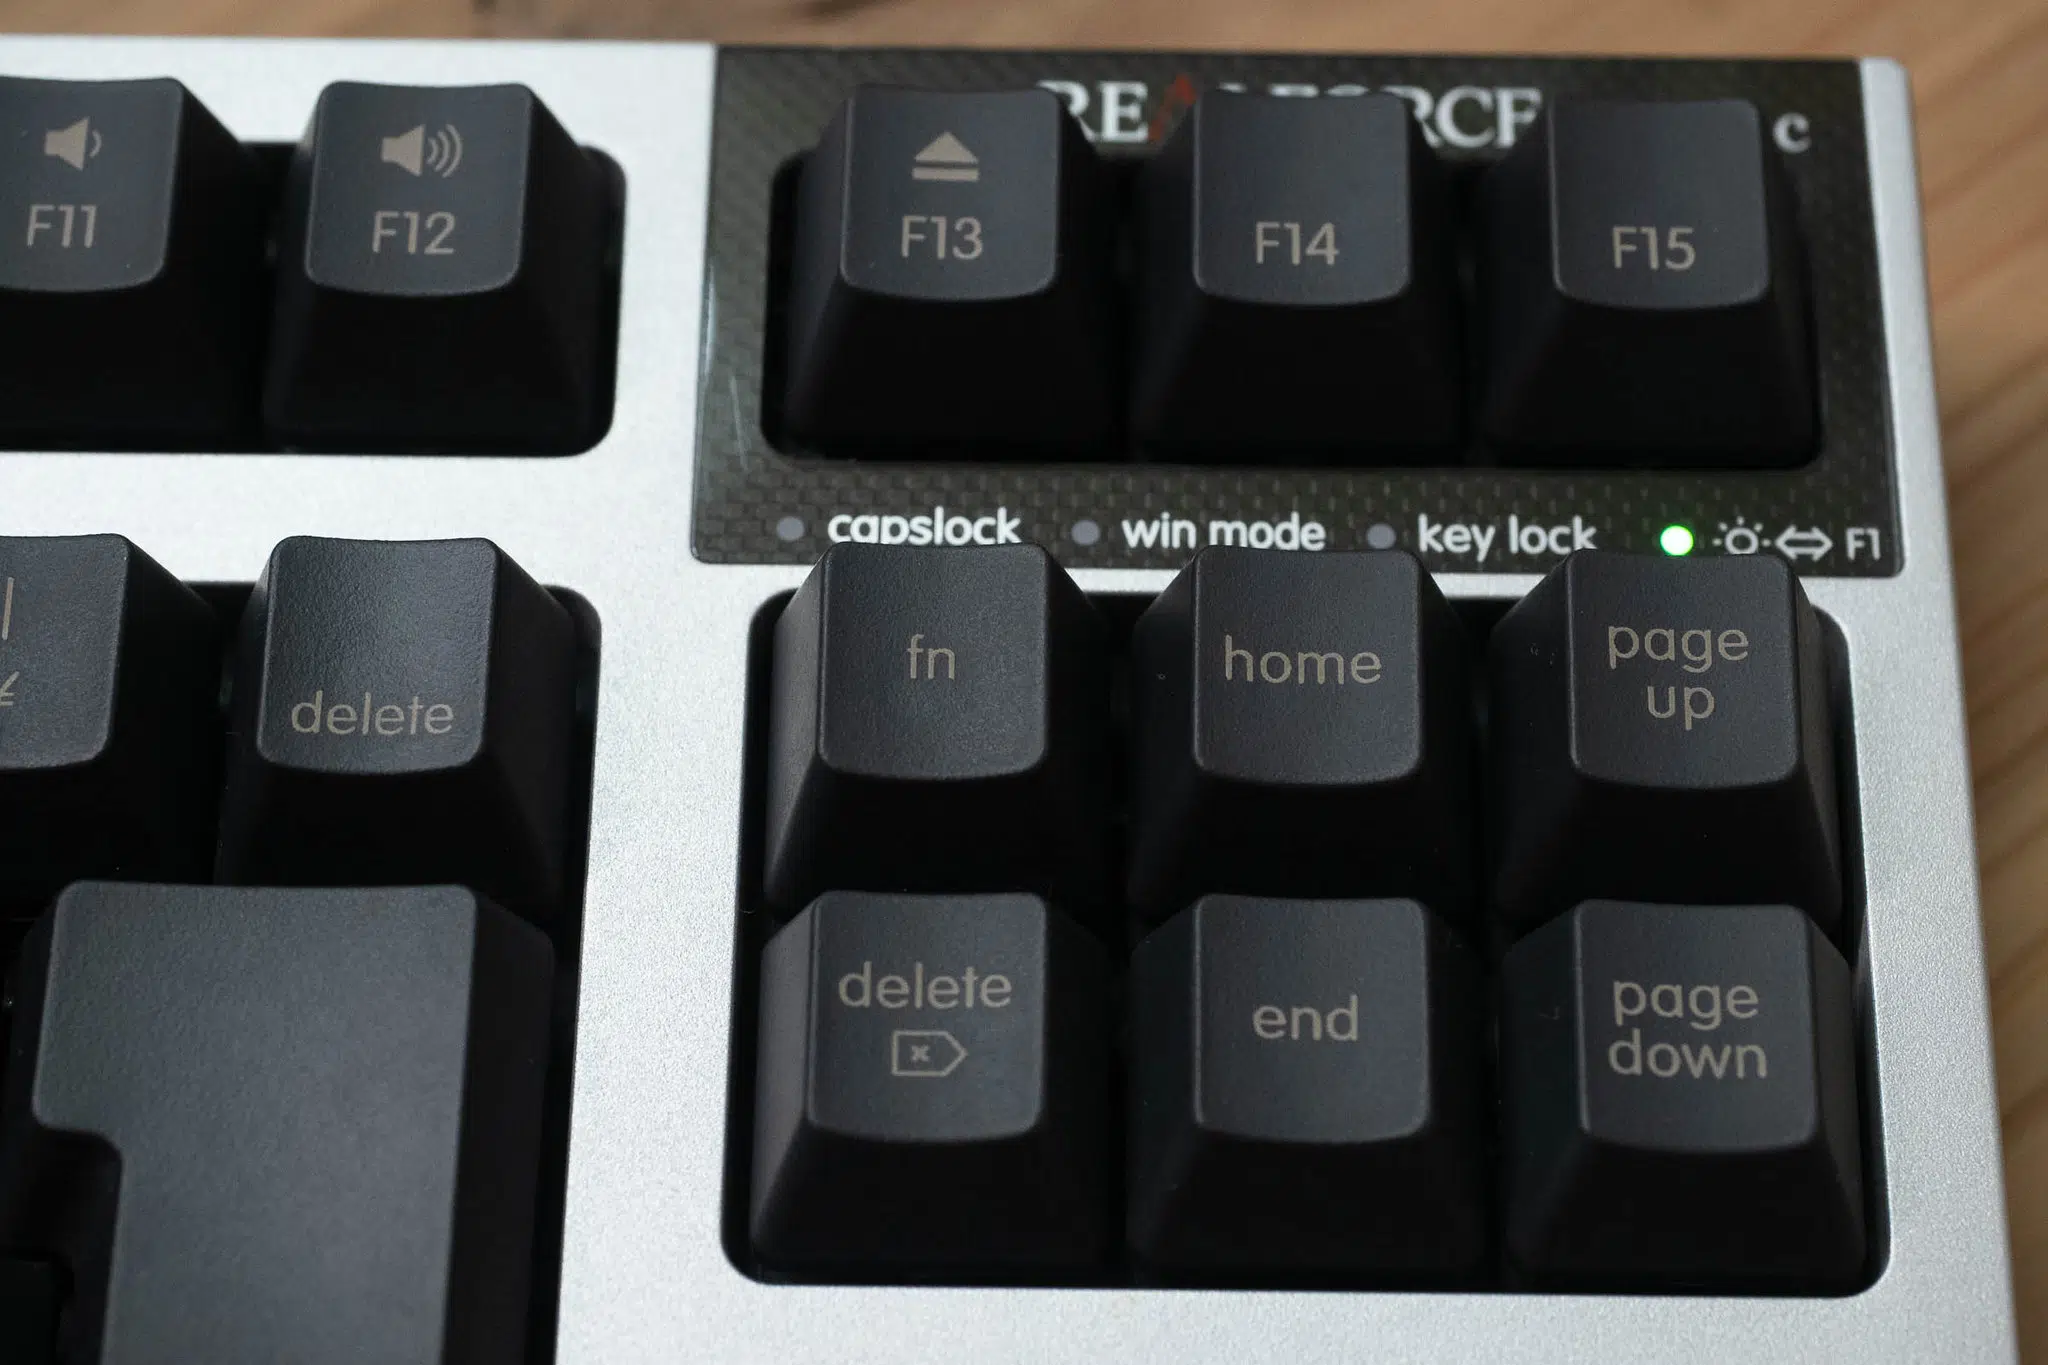 F11
F12
F13
F14
F15
c
capslock
win mode
key lock
F1
¥
delete
fn
home
page
up
delete
end
page
down